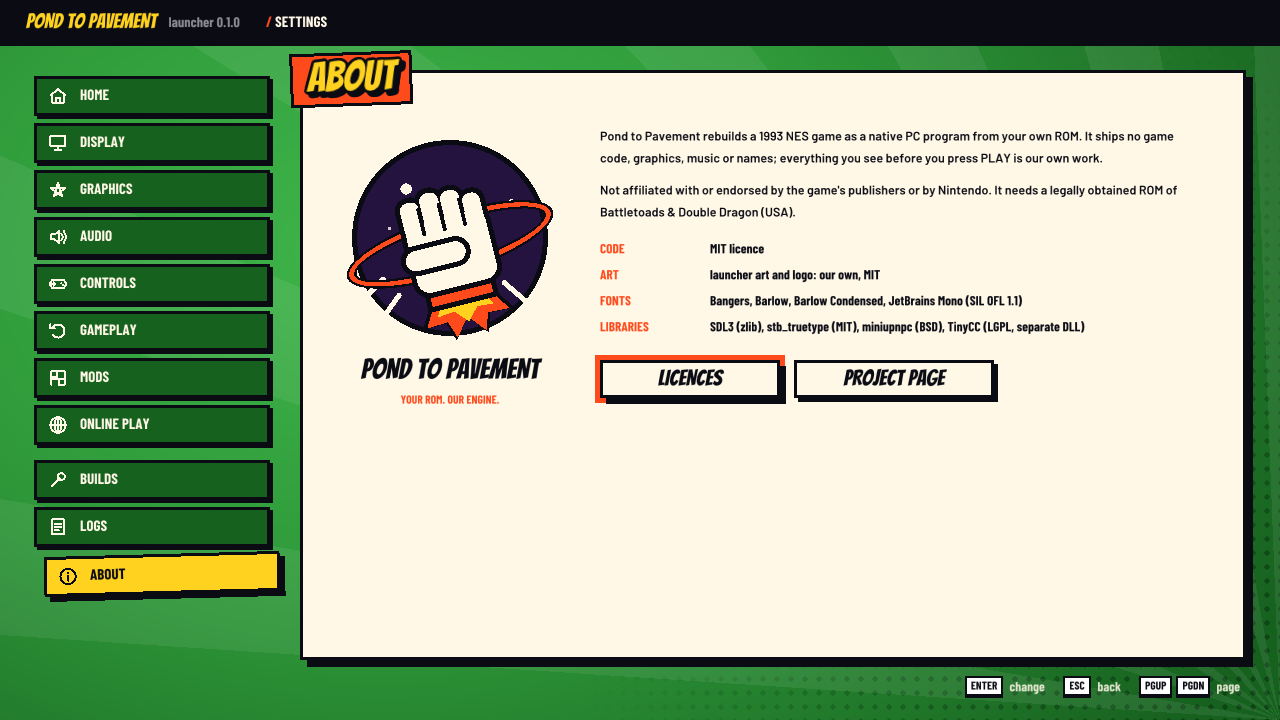 POND TO PAVEMENT launcher 0.1.0 / SETTINGS
HOME
DISPLAY
GRAPHICS
AUDIO
CONTROLS
GAMEPLAY
MODS
ONLINE PLAY
BUILDS
LOGS
ABOUT
ABOUT
POND TO PAVEMENT
YOUR ROM. OUR ENGINE.
Pond to Pavement rebuilds a 1993 NES game as a native PC program from your own ROM. It ships no game
code, graphics, music or names; everything you see before you press PLAY is our own work.
Not affiliated with or endorsed by the game's publishers or by Nintendo. It needs a legally obtained ROM of
Battletoads & Double Dragon (USA).
CODE MIT licence
ART launcher art and logo: our own, MIT
FONTS Bangers, Barlow, Barlow Condensed, JetBrains Mono (SIL OFL 1.1)
LIBRARIES SDL3 (zlib), stb_truetype (MIT), miniupnpc (BSD), TinyCC (LGPL, separate DLL)
LICENCES PROJECT PAGE
ENTER change ESC back PGUP PGDN page